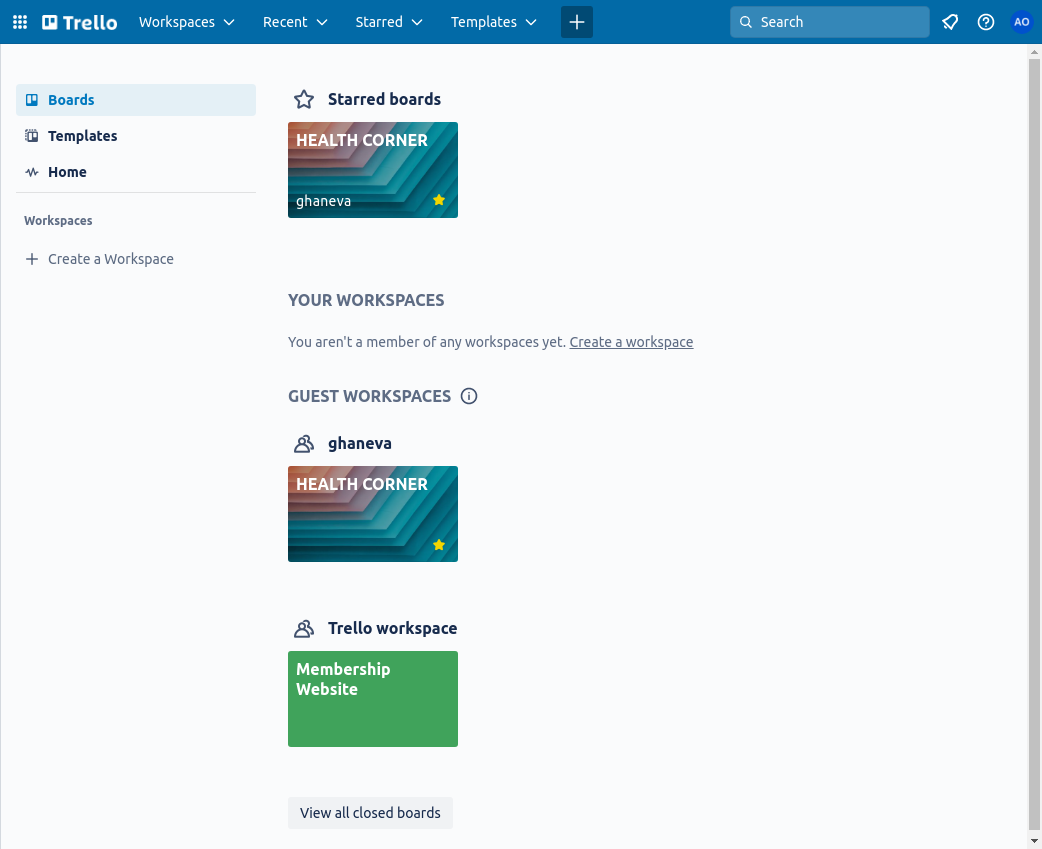 Trello Workspaces Recent Starred Templates Search AO
Boards
Templates
Home
Workspaces
Create a Workspace
Starred boards
HEALTH CORNER
ghaneva
YOUR WORKSPACES
You aren't a member of any workspaces yet. Create a workspace
GUEST WORKSPACES
ghaneva
HEALTH CORNER
Trello workspace
Membership
Website
View all closed boards